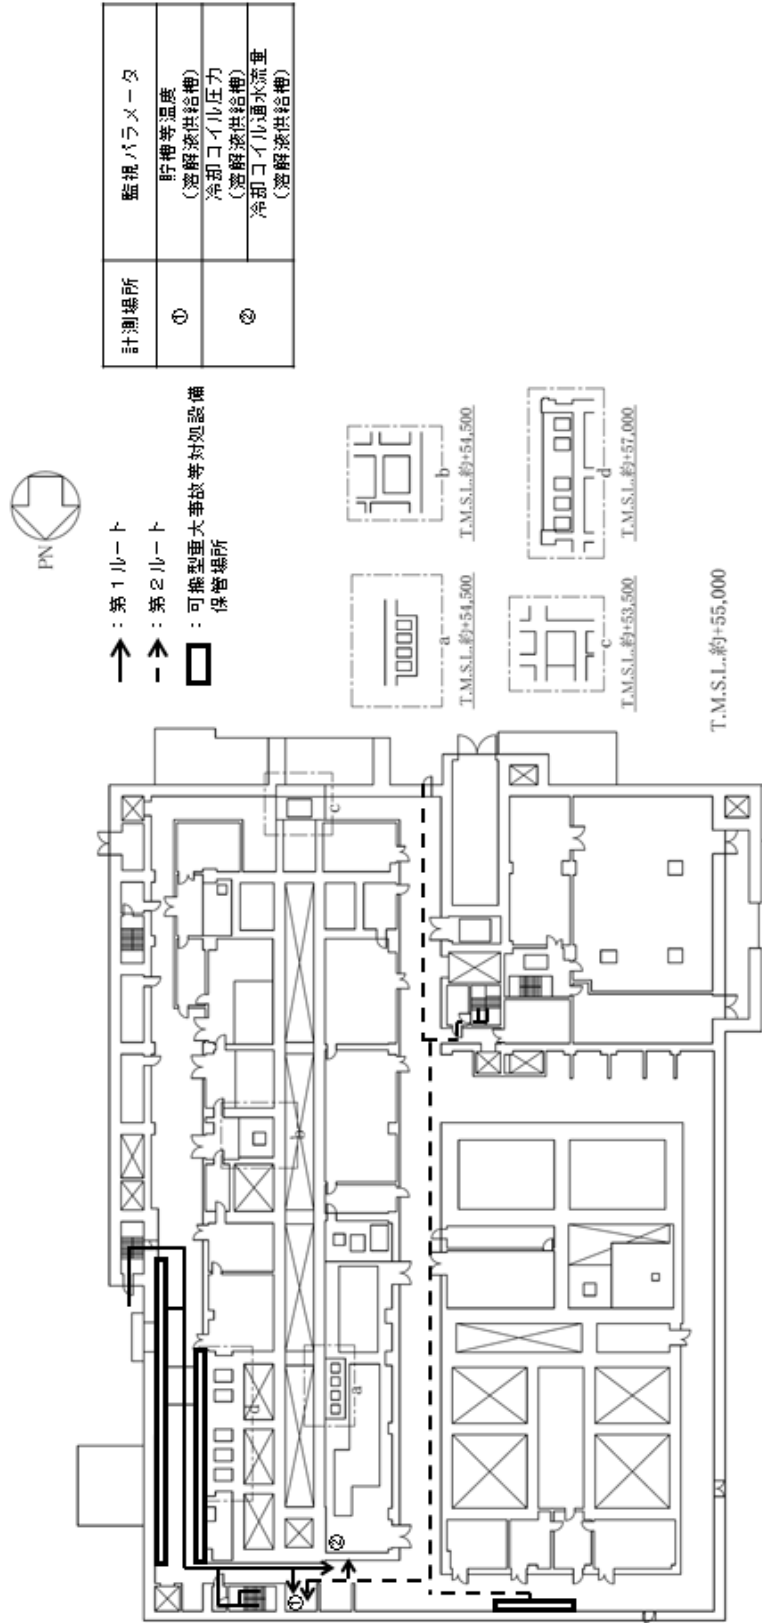 計測場所
監視パラメータ
①
貯槽等温度
(溶解液供給槽)
②
冷却コイル圧力
(溶解液供給槽)
冷却コイル通水流量
(溶解液供給槽)
PN
：第１ルート
：第２ルート
：可搬型重大事故等対処設備
保管場所
a
T.M.S.L.約+54,500
b
T.M.S.L.約+54,500
c
T.M.S.L.約+53,500
d
T.M.S.L.約+57,000
T.M.S.L.約+55,000
c
b
d
a
①
②